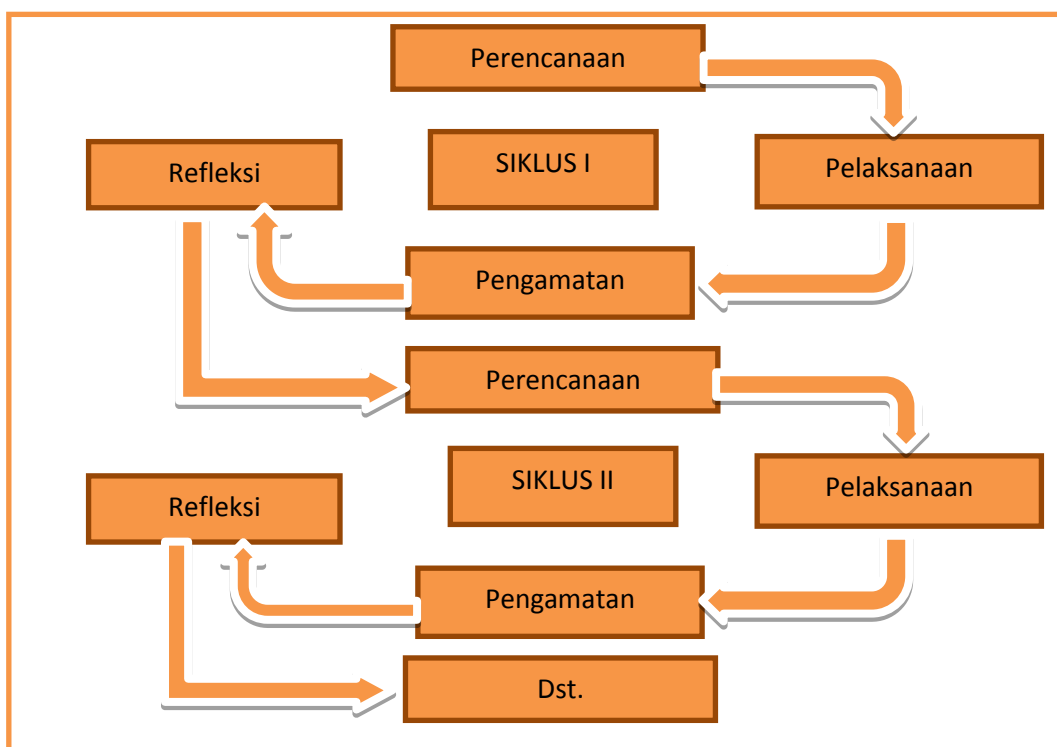 Perencanaan
Refleksi
SIKLUS I
Pelaksanaan
Pengamatan
Perencanaan
Refleksi
SIKLUS II
Pelaksanaan
Pengamatan
Dst.